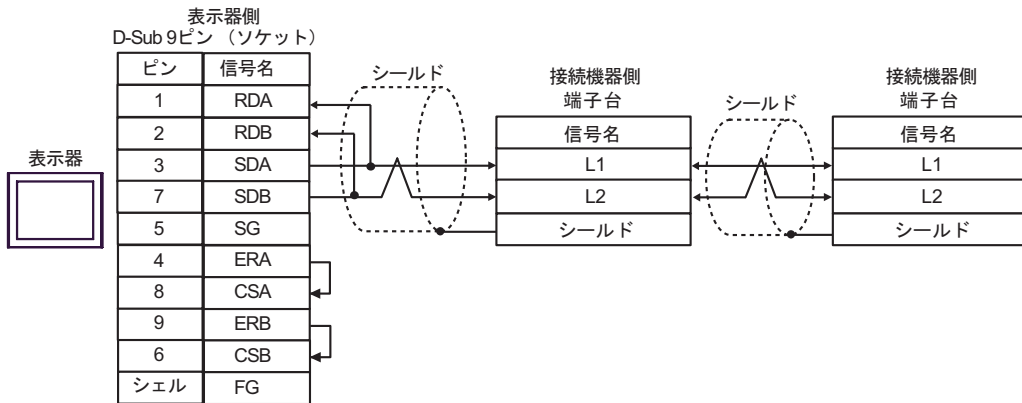 表示器側
D-Sub 9ピン （ソケット）
ピン 信号名
1 RDA
2 RDB
3 SDA
7 SDB
5 SG
4 ERA
8 CSA
9 ERB
6 CSB
シェル FG
表示器
シールド
接続機器側
端子台
信号名
L1
L2
シールド
シールド
接続機器側
端子台
信号名
L1
L2
シールド